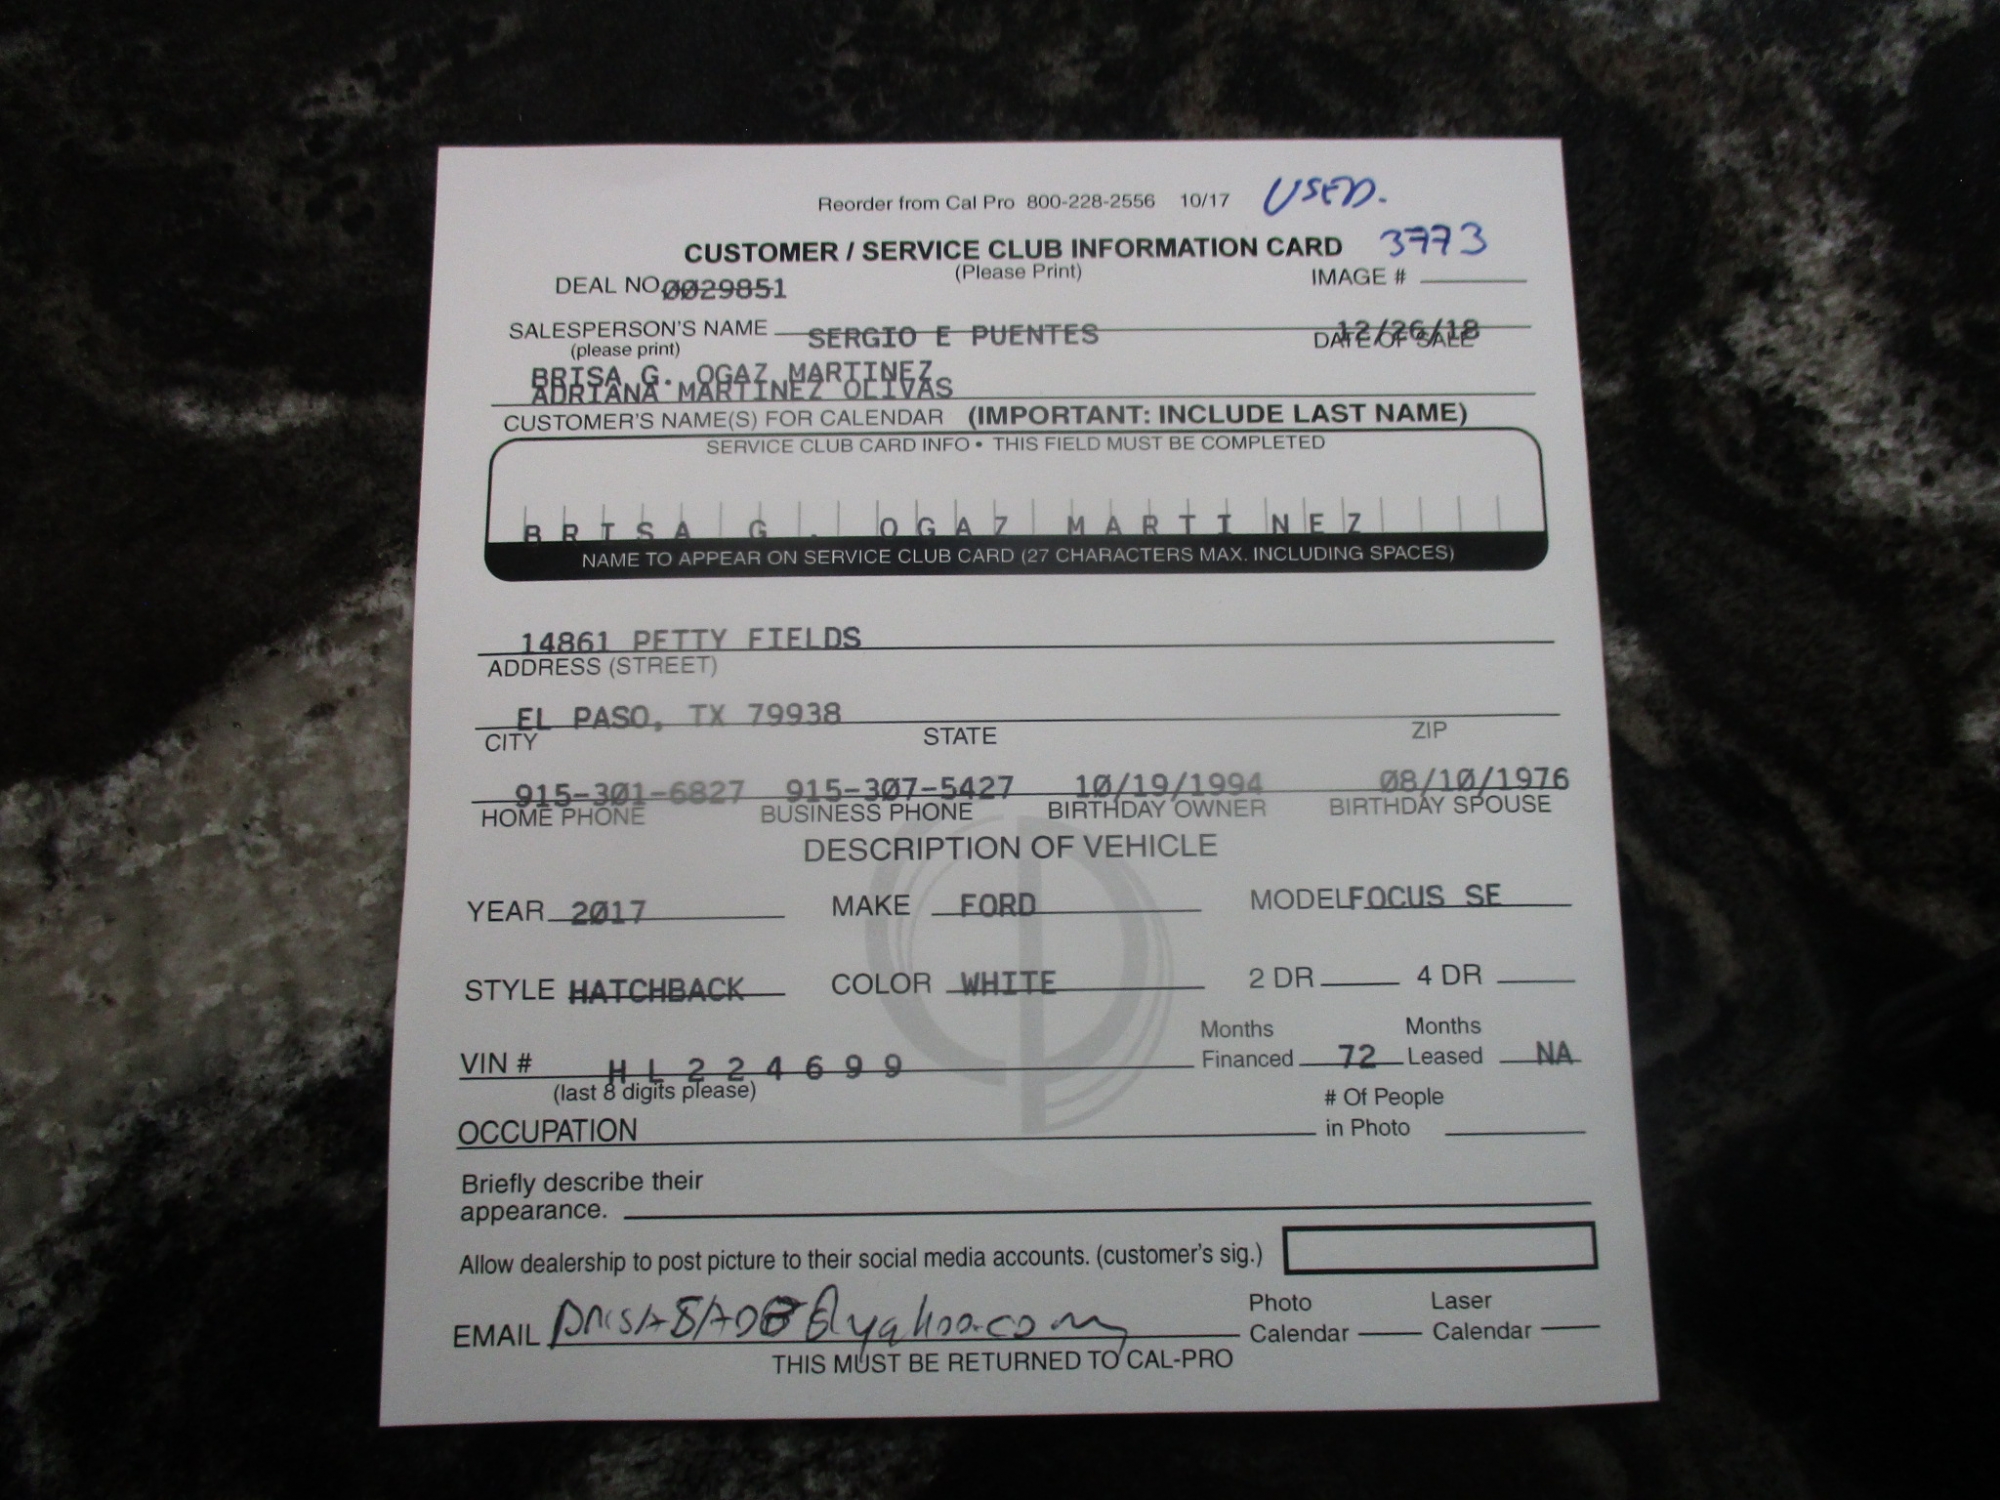 Reorder from Cal Pro 800-228-2556 10/17 USED.
CUSTOMER / SERVICE CLUB INFORMATION CARD 3773
(Please Print)
DEAL NO. 0029851 IMAGE #
SALESPERSON'S NAME SERGIO E PUENTES 12/26/18
(please print) DATE OF SALE
BRISA G. OGAZ MARTINEZ
ADRIANA MARTINEZ OLIVAS
CUSTOMER'S NAME(S) FOR CALENDAR (IMPORTANT: INCLUDE LAST NAME)
SERVICE CLUB CARD INFO • THIS FIELD MUST BE COMPLETED
BRISA G. OGAZ MARTINEZ
NAME TO APPEAR ON SERVICE CLUB CARD (27 CHARACTERS MAX. INCLUDING SPACES)
14861 PETTY FIELDS
ADDRESS (STREET)
EL PASO, TX 79938
CITY STATE ZIP
915-301-6827 915-307-5427 10/19/1994 08/10/1976
HOME PHONE BUSINESS PHONE BIRTHDAY OWNER BIRTHDAY SPOUSE
DESCRIPTION OF VEHICLE
YEAR 2017 MAKE FORD MODEL FOCUS SE
STYLE HATCHBACK COLOR WHITE 2 DR 4 DR
Months Months
VIN # HL224699 Financed 72 Leased NA
(last 8 digits please)
# Of People
OCCUPATION in Photo
Briefly describe their
appearance.
Allow dealership to post picture to their social media accounts. (customer's sig.)
Photo Laser
EMAIL @yahoo.com Calendar Calendar
THIS MUST BE RETURNED TO CAL-PRO